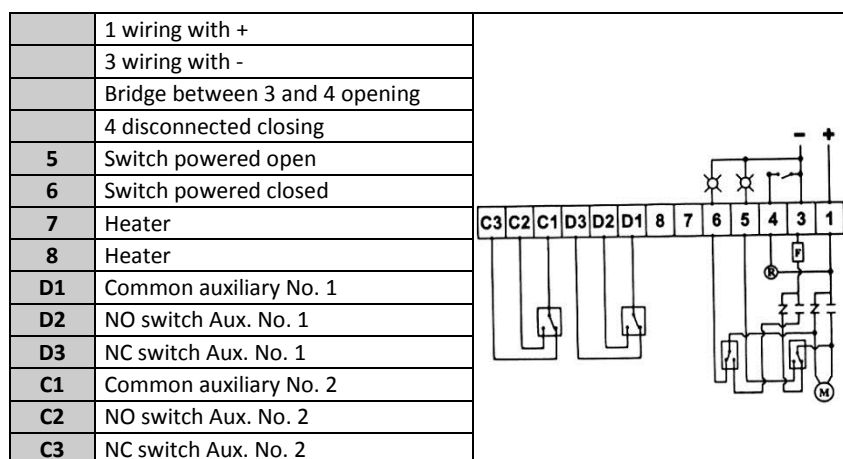 1 wiring with +
3 wiring with -
Bridge between 3 and 4 opening
4 disconnected closing
5 Switch powered open
6 Switch powered closed
7 Heater
8 Heater
D1 Common auxiliary No. 1
D2 NO switch Aux. No. 1
D3 NC switch Aux. No. 1
C1 Common auxiliary No. 2
C2 NO switch Aux. No. 2
C3 NC switch Aux. No. 2
- +
C3 C2 C1 D3 D2 D1 8 7 6 5 4 3 1
F
R
M